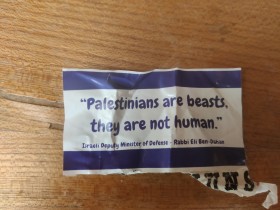 “Palestinians are beasts,
they are not human.”
Israeli Deputy Minister of Defense - Rabbi Eli Ben-Dahan